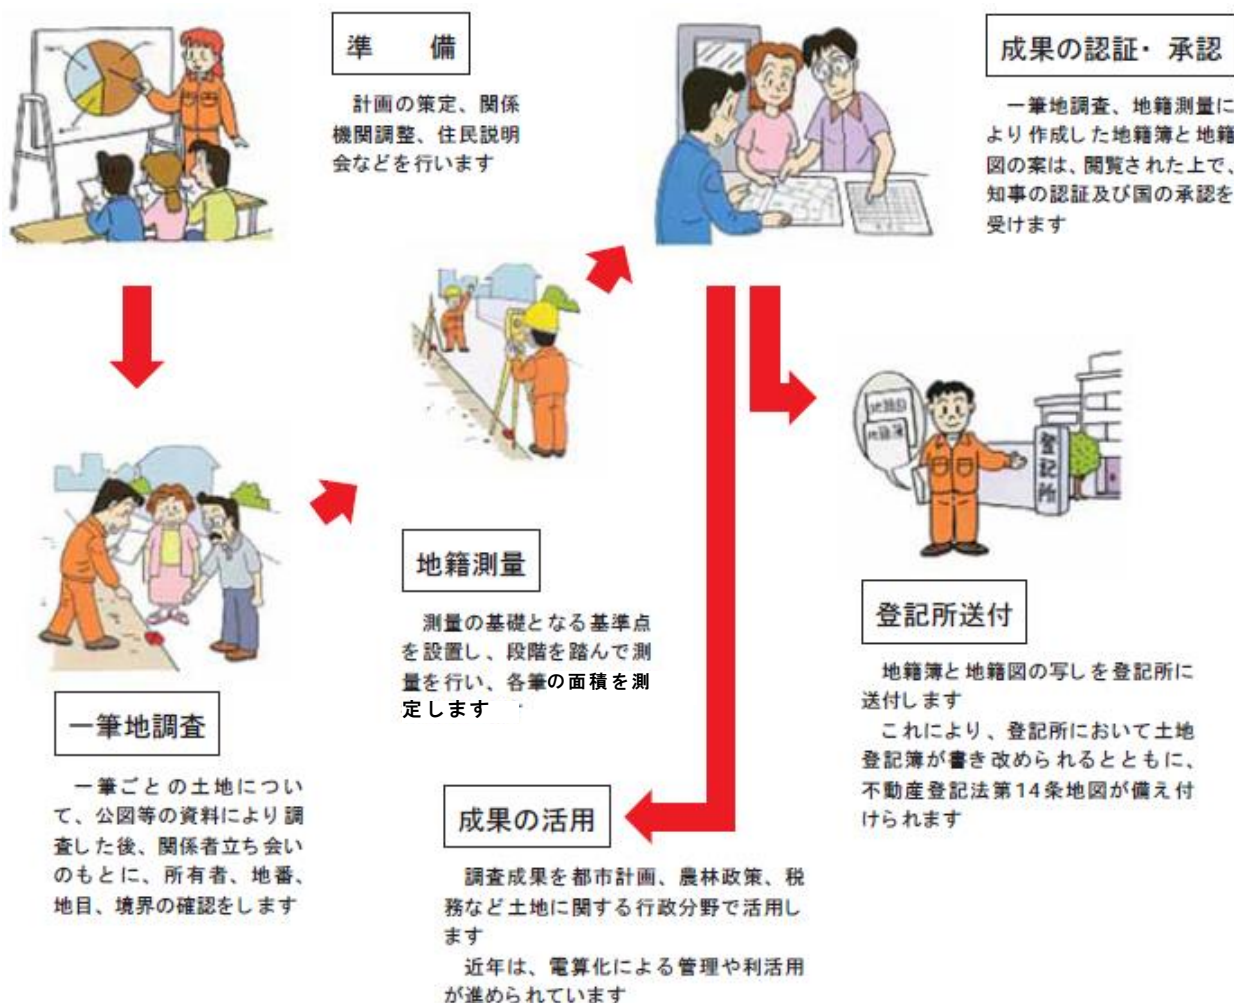 準 備
計画の策定、関係
機関調整、住民説明
会などを行います
一筆地調査
一筆ごとの土地につい
て、公図等の資料により調
査した後、関係者立ち会い
のもとに、所有者、地番、
地目、境界の確認をします
地籍測量
測量の基礎となる基準点
を設置し、段階を踏んで測
量を行い、各筆の面積を測
定します
成果の認証・承認
一筆地調査、地籍測量に
より作成した地籍簿と地籍
図の案は、閲覧された上で、
知事の認証及び国の承認を
受けます
地籍図
地籍簿
登記所
登記所送付
地籍簿と地籍図の写しを登記所に
送付します
これにより、登記所において土地
登記簿が書き改められるとともに、
不動産登記法第14条地図が備え付
けられます
成果の活用
調査成果を都市計画、農林政策、税
務など土地に関する行政分野で活用し
ます
近年は、電算化による管理や利活用
が進められています